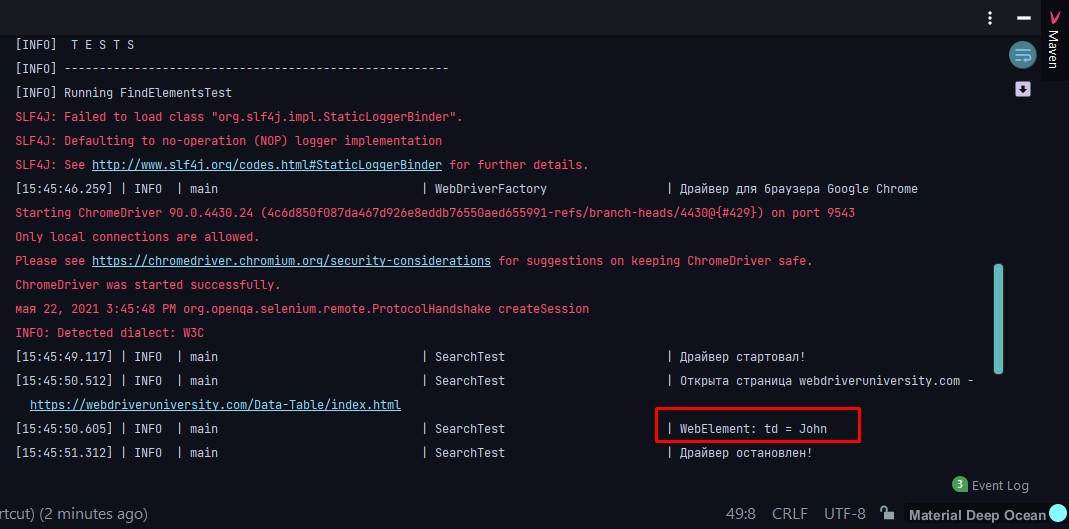 Maven
[INFO]  T E S T S
[INFO] -------------------------------------------------------
[INFO] Running FindElementsTest
SLF4J: Failed to load class "org.slf4j.impl.StaticLoggerBinder".
SLF4J: Defaulting to no-operation (NOP) logger implementation
SLF4J: See http://www.slf4j.org/codes.html#StaticLoggerBinder for further details.
[15:45:46.259] | INFO  | main | WebDriverFactory | Драйвер для браузера Google Chrome
Starting ChromeDriver 90.0.4430.24 (4c6d850f087da467d926e8eddb76550aed655991-refs/branch-heads/4430@{#429}) on port 9543
Only local connections are allowed.
Please see https://chromedriver.chromium.org/security-considerations for suggestions on keeping ChromeDriver safe.
ChromeDriver was started successfully.
мая 22, 2021 3:45:48 PM org.openqa.selenium.remote.ProtocolHandshake createSession
INFO: Detected dialect: W3C
[15:45:49.117] | INFO  | main | SearchTest | Драйвер стартовал!
[15:45:50.512] | INFO  | main | SearchTest | Открыта страница webdriveruniversity.com -
https://webdriveruniversity.com/Data-Table/index.html
[15:45:50.605] | INFO  | main | SearchTest | WebElement: td = John
[15:45:51.312] | INFO  | main | SearchTest | Драйвер остановлен!
3 Event Log
rtcut) (2 minutes ago) 49:8 CRLF UTF-8 Material Deep Ocean